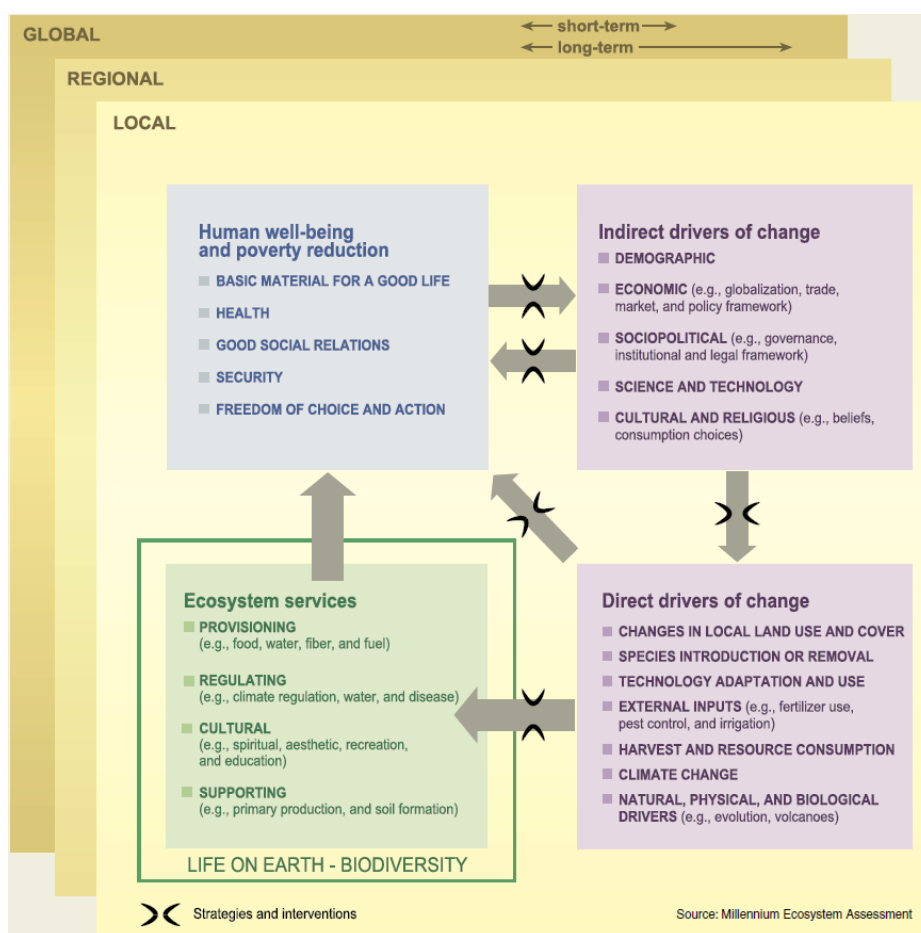 GLOBAL
short-term
long-term
REGIONAL
LOCAL
Human well-being
and poverty reduction
BASIC MATERIAL FOR A GOOD LIFE
HEALTH
GOOD SOCIAL RELATIONS
SECURITY
FREEDOM OF CHOICE AND ACTION
Indirect drivers of change
DEMOGRAPHIC
ECONOMIC (e.g., globalization, trade,
market, and policy framework)
SOCIOPOLITICAL (e.g., governance,
institutional and legal framework)
SCIENCE AND TECHNOLOGY
CULTURAL AND RELIGIOUS (e.g., beliefs,
consumption choices)
Ecosystem services
PROVISIONING
(e.g., food, water, fiber, and fuel)
REGULATING
(e.g., climate regulation, water, and disease)
CULTURAL
(e.g., spiritual, aesthetic, recreation,
and education)
SUPPORTING
(e.g., primary production, and soil formation)
LIFE ON EARTH - BIODIVERSITY
Direct drivers of change
CHANGES IN LOCAL LAND USE AND COVER
SPECIES INTRODUCTION OR REMOVAL
TECHNOLOGY ADAPTATION AND USE
EXTERNAL INPUTS (e.g., fertilizer use,
pest control, and irrigation)
HARVEST AND RESOURCE CONSUMPTION
CLIMATE CHANGE
NATURAL, PHYSICAL, AND BIOLOGICAL
DRIVERS (e.g., evolution, volcanoes)
Strategies and interventions
Source: Millennium Ecosystem Assessment